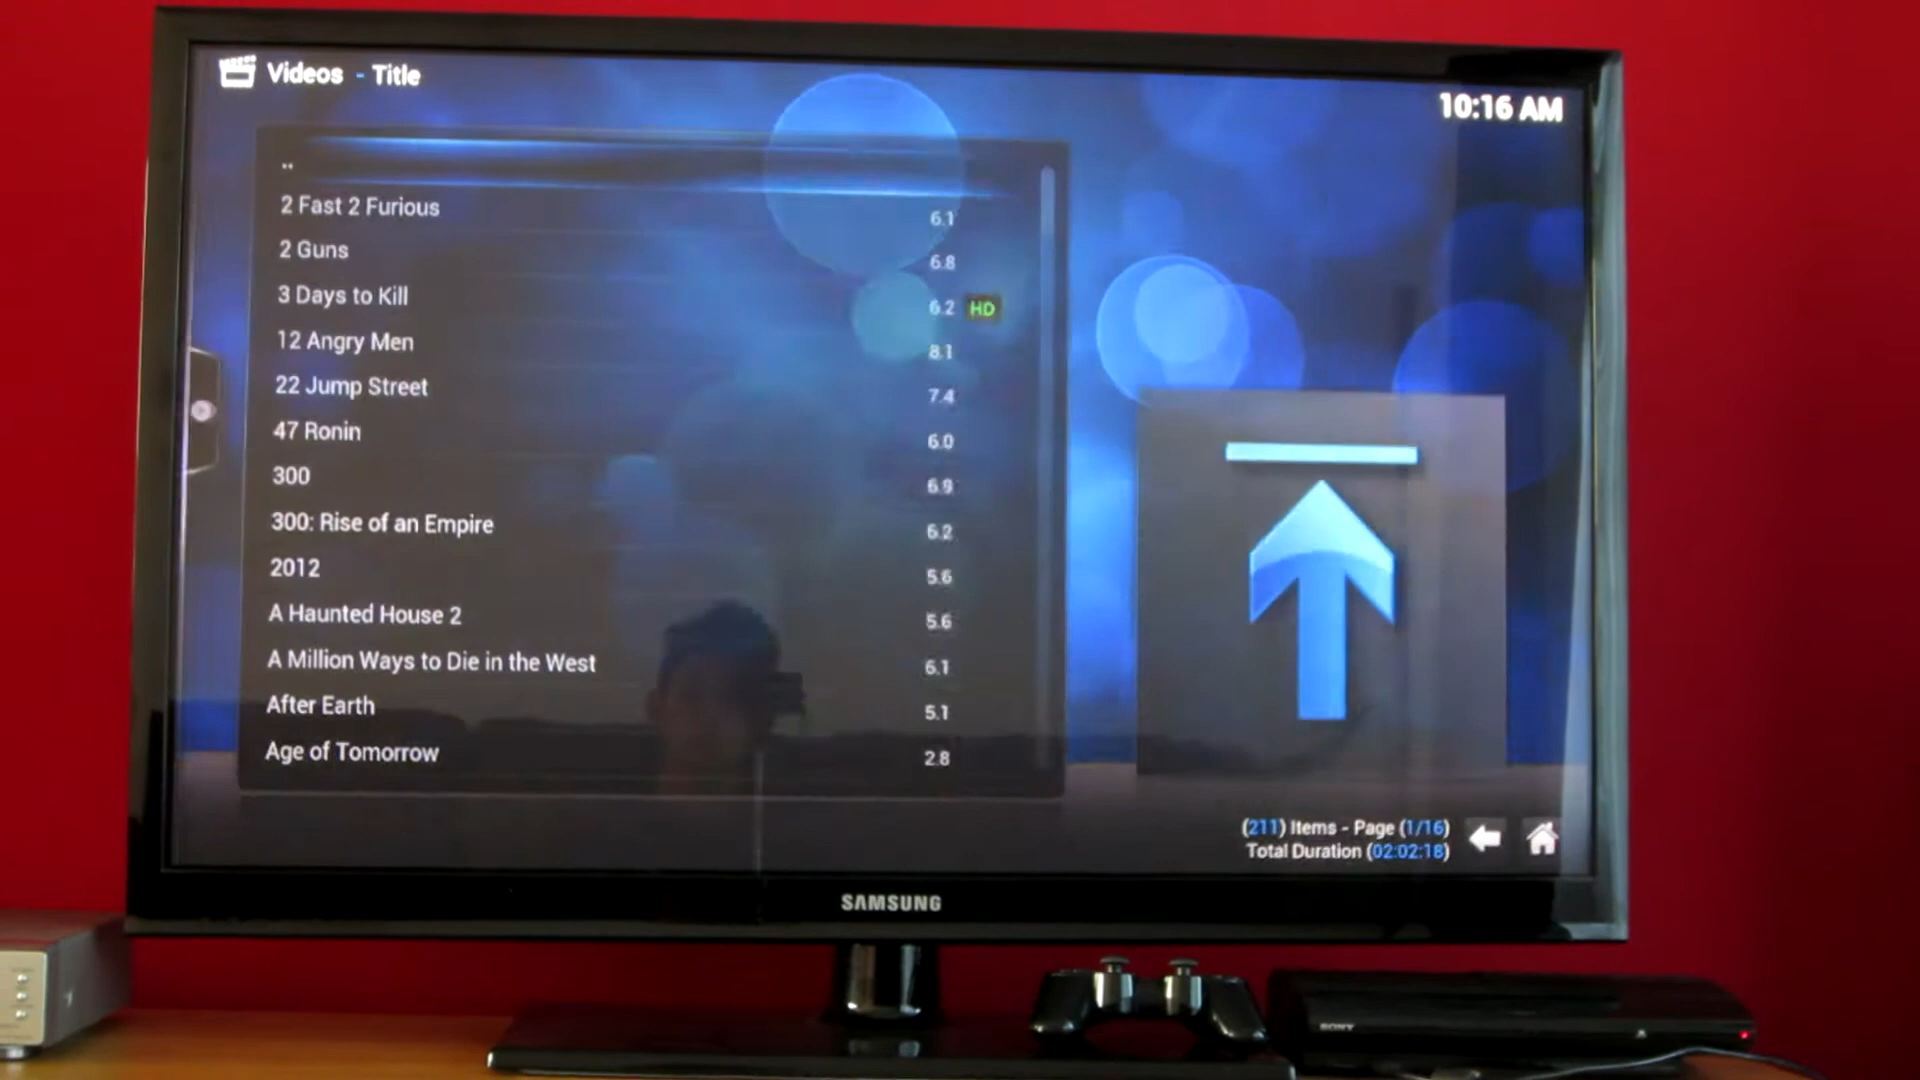 Videos - Title
10:16 AM
..
2 Fast 2 Furious 6.1
2 Guns 6.8
3 Days to Kill 6.2 HD
12 Angry Men 8.1
22 Jump Street 7.4
47 Ronin 6.0
300 6.9
300: Rise of an Empire 6.2
2012 5.6
A Haunted House 2 5.6
A Million Ways to Die in the West 6.1
After Earth 5.1
Age of Tomorrow 2.8
(211) Items - Page (1/16)
Total Duration (02:02:18)
SAMSUNG
SONY